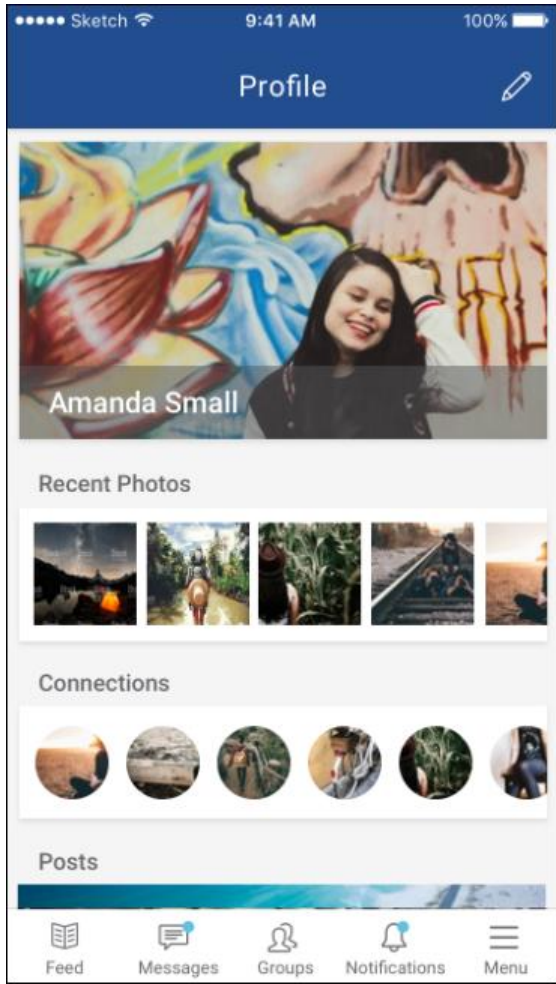 Sketch 9:41 AM 100%
Profile
Amanda Small
Recent Photos
Connections
Posts
Feed Messages Groups Notifications Menu